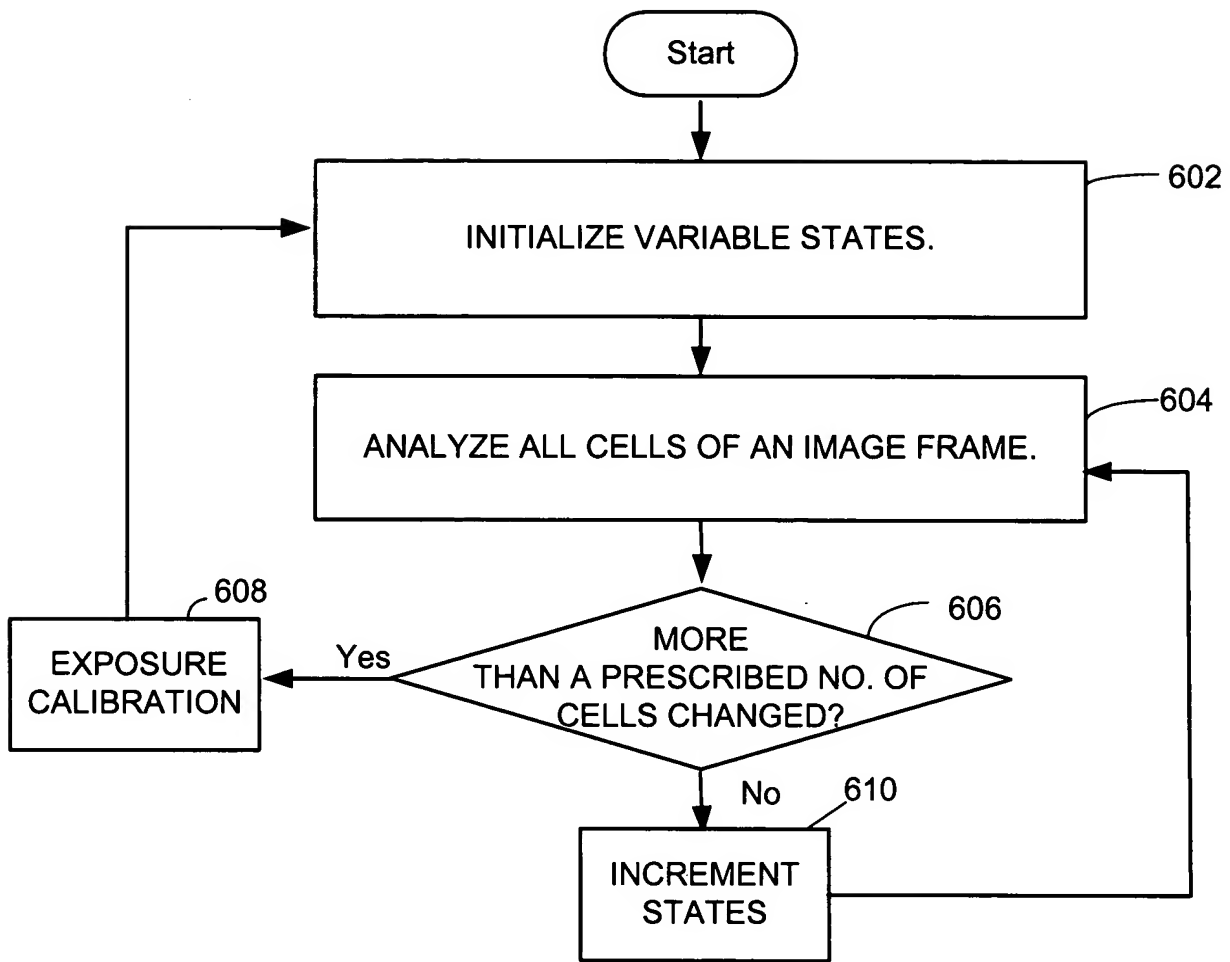 Start
602
INITIALIZE VARIABLE STATES.
604
ANALYZE ALL CELLS OF AN IMAGE FRAME.
608
606
EXPOSURE
CALIBRATION
Yes
MORE
THAN A PRESCRIBED NO. OF
CELLS CHANGED?
No
610
INCREMENT
STATES